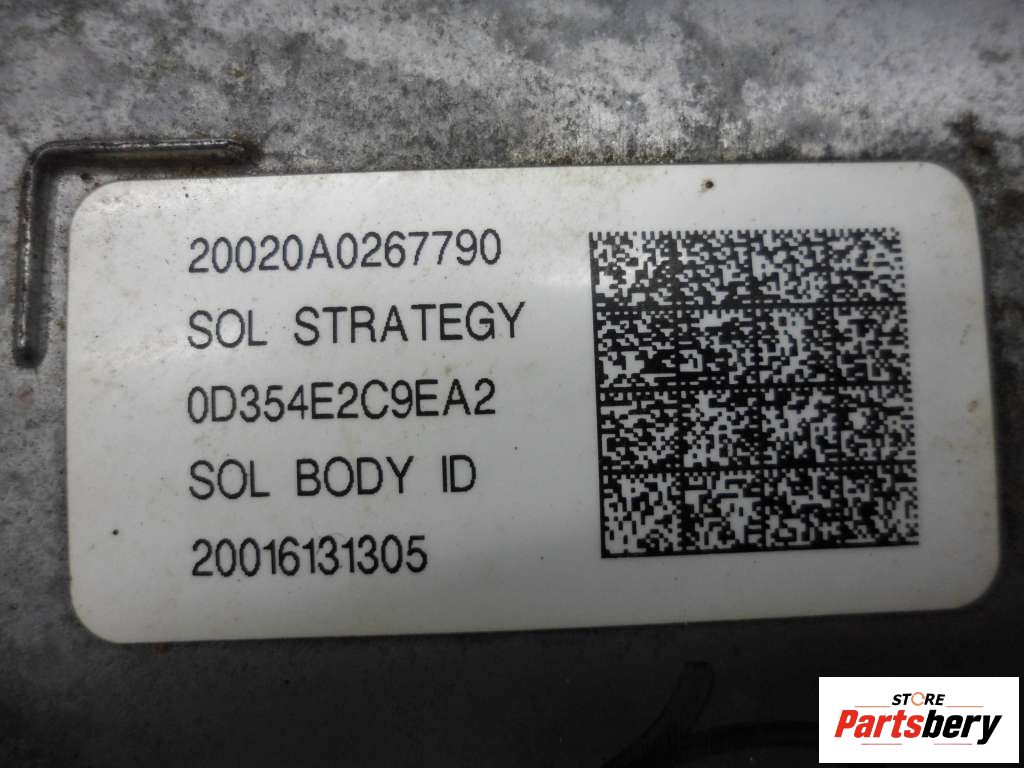 20020A0267790
SOL STRATEGY
0D354E2C9EA2
SOL BODY ID
20016131305
STORE
Partsbery